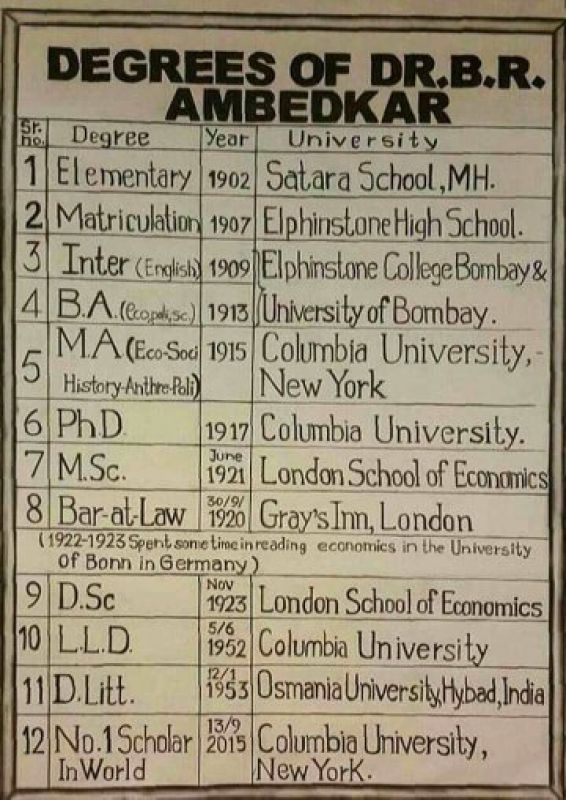 DEGREES OF DR.B.R.
AMBEDKAR
Sr. no. Degree Year University
1 Elementary 1902 Satara School, MH.
2 Matriculation 1907 Elphinstone High School.
3 Inter (English) 1909 Elphinstone College Bombay &
4 B.A. (Eco,poli,sc.) 1913 University of Bombay.
5 M.A (Eco-Soci 1915 Columbia University,-
History-Anthre-Poli) New York
6 Ph.D. 1917 Columbia University.
7 M.Sc. June 1921 London School of Economics
8 Bar-at-Law 30/9/ 1920 Gray's Inn, London
(1922-1923 Spent some time in reading economics in the University
of Bonn in Germany)
9 D.Sc Nov 1923 London School of Economics
10 L.L.D. 5/6 1952 Columbia University
11 D.Litt. 12/1 1953 Osmania University, Hybad, India
12 No.1 Scholar 13/9 2015 Columbia University,
In World New York.